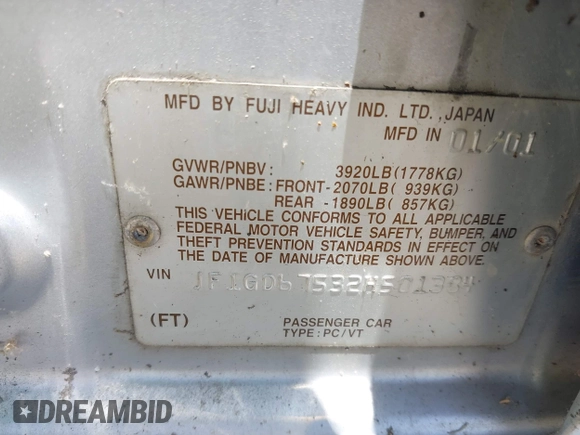 MFD BY FUJI HEAVY IND. LTD., JAPAN
MFD IN 01/01
GVWR/PNBV: 3920LB(1778KG)
GAWR/PNBE: FRONT-2070LB( 939KG)
REAR -1890LB( 857KG)
THIS VEHICLE CONFORMS TO ALL APPLICABLE
FEDERAL MOTOR VEHICLE SAFETY, BUMPER, AND
THEFT PREVENTION STANDARDS IN EFFECT ON
THE DATE OF MANUFACTURE SHOWN ABOVE.
VIN
(FT) PASSENGER CAR
TYPE: PC/VT
DREAMBID